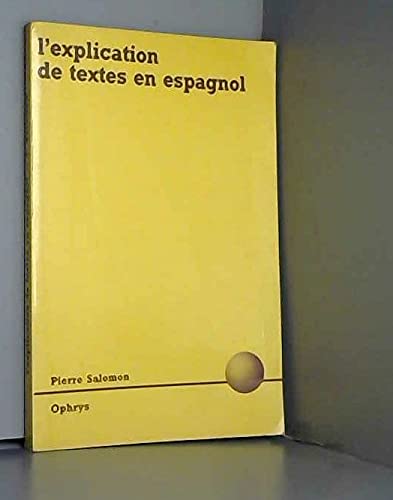 l'explication
de textes en espagnol
Pierre Salomon
Ophrys